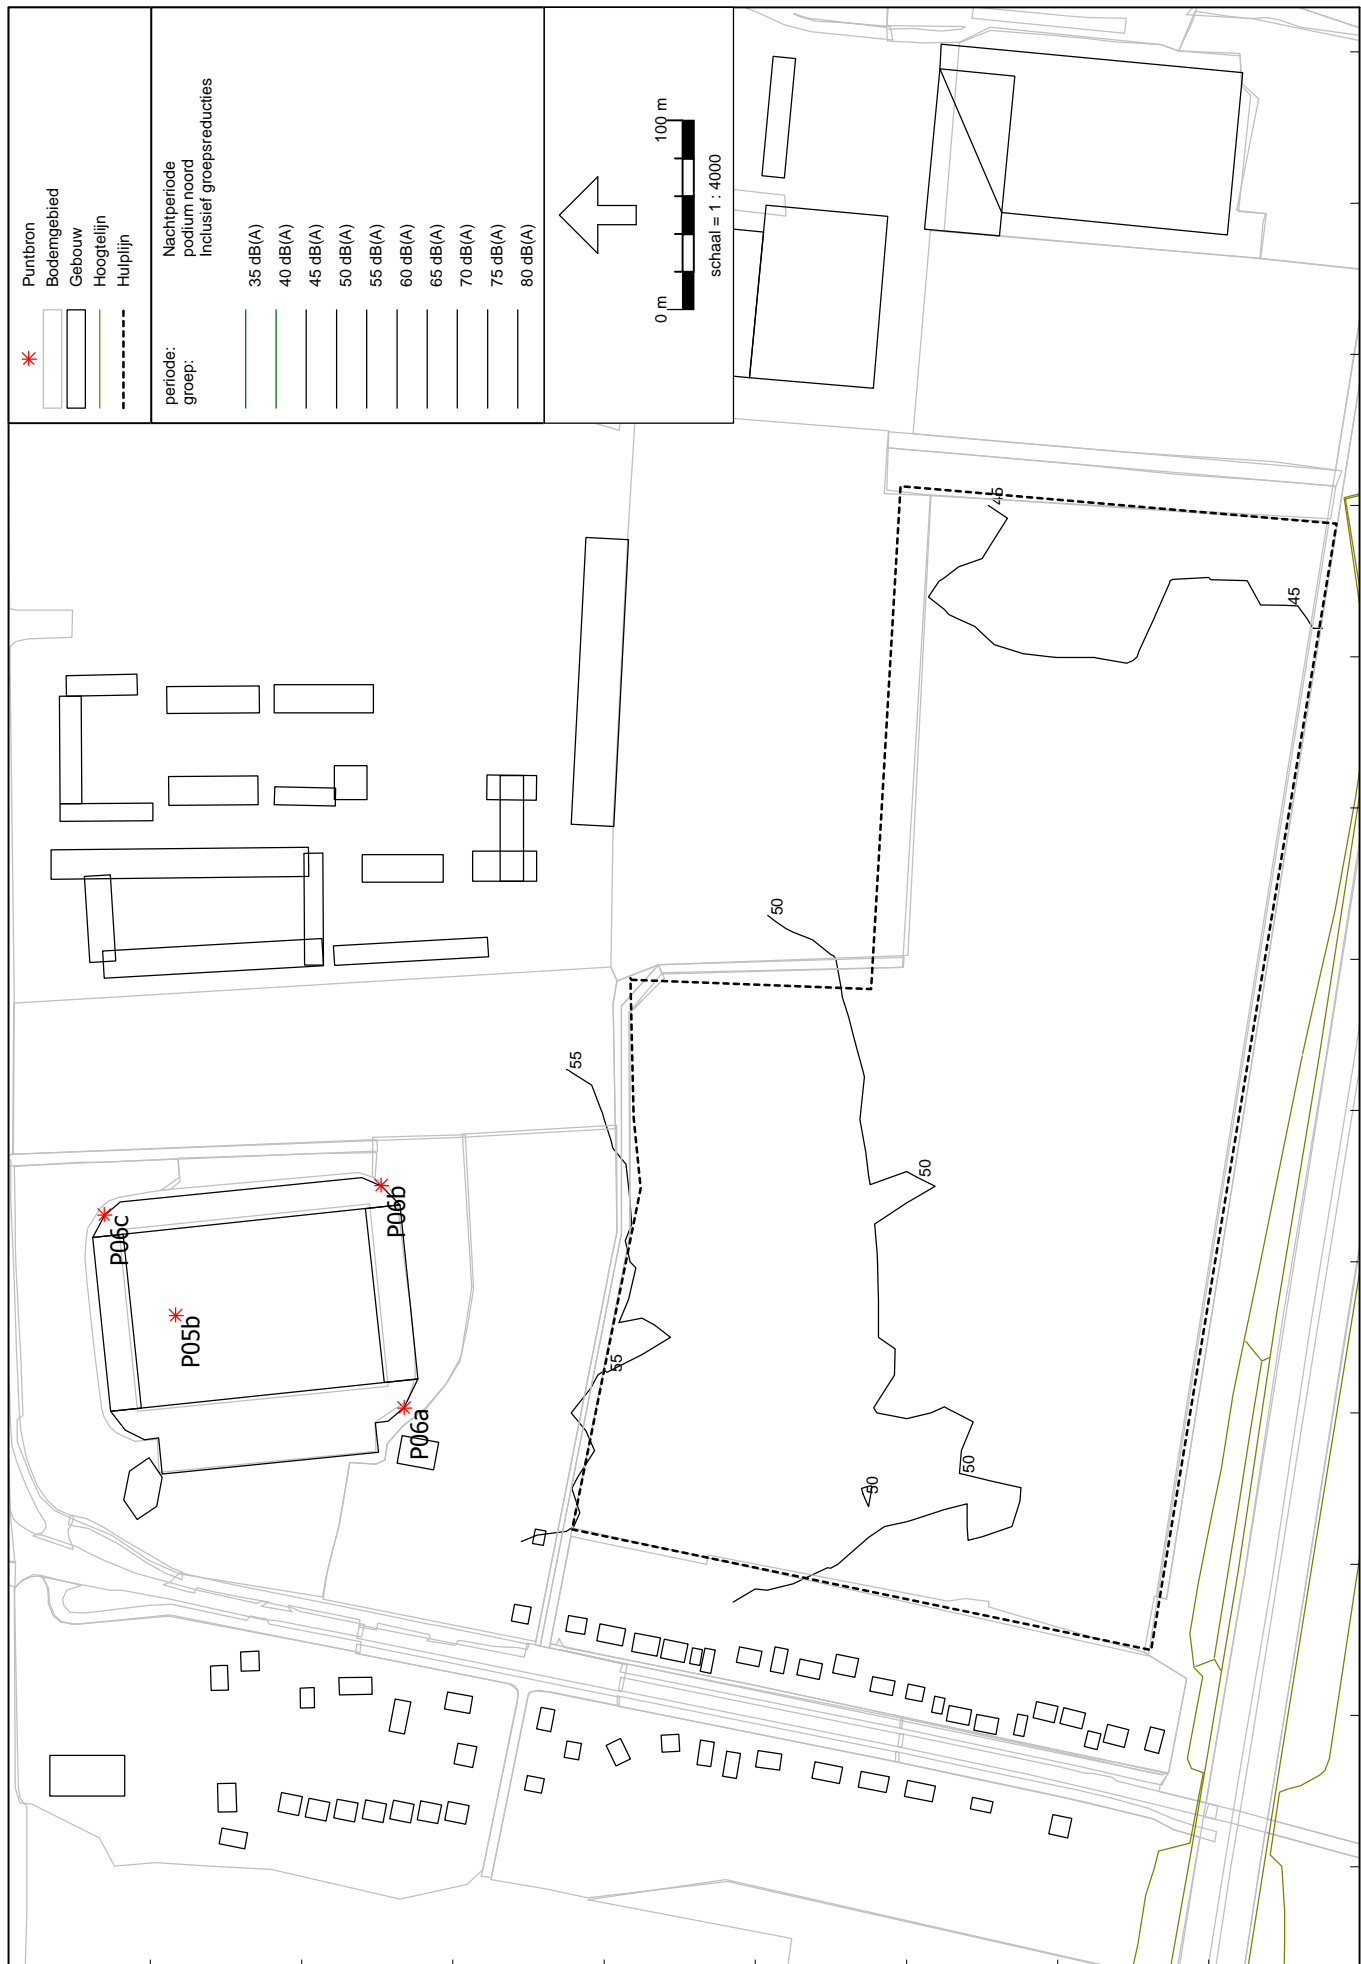 Puntbron
Bodemgebied
Gebouw
Hoogtelijn
Hulplijn
periode: Nachtperiode
groep: podium noord
Inclusief groepsreducties
35 dB(A)
40 dB(A)
45 dB(A)
50 dB(A)
55 dB(A)
60 dB(A)
65 dB(A)
70 dB(A)
75 dB(A)
80 dB(A)
0 m 100 m
schaal = 1 : 4000
P06c
P05b
P06b
P06a
55
55
50
50
50
50
45
45